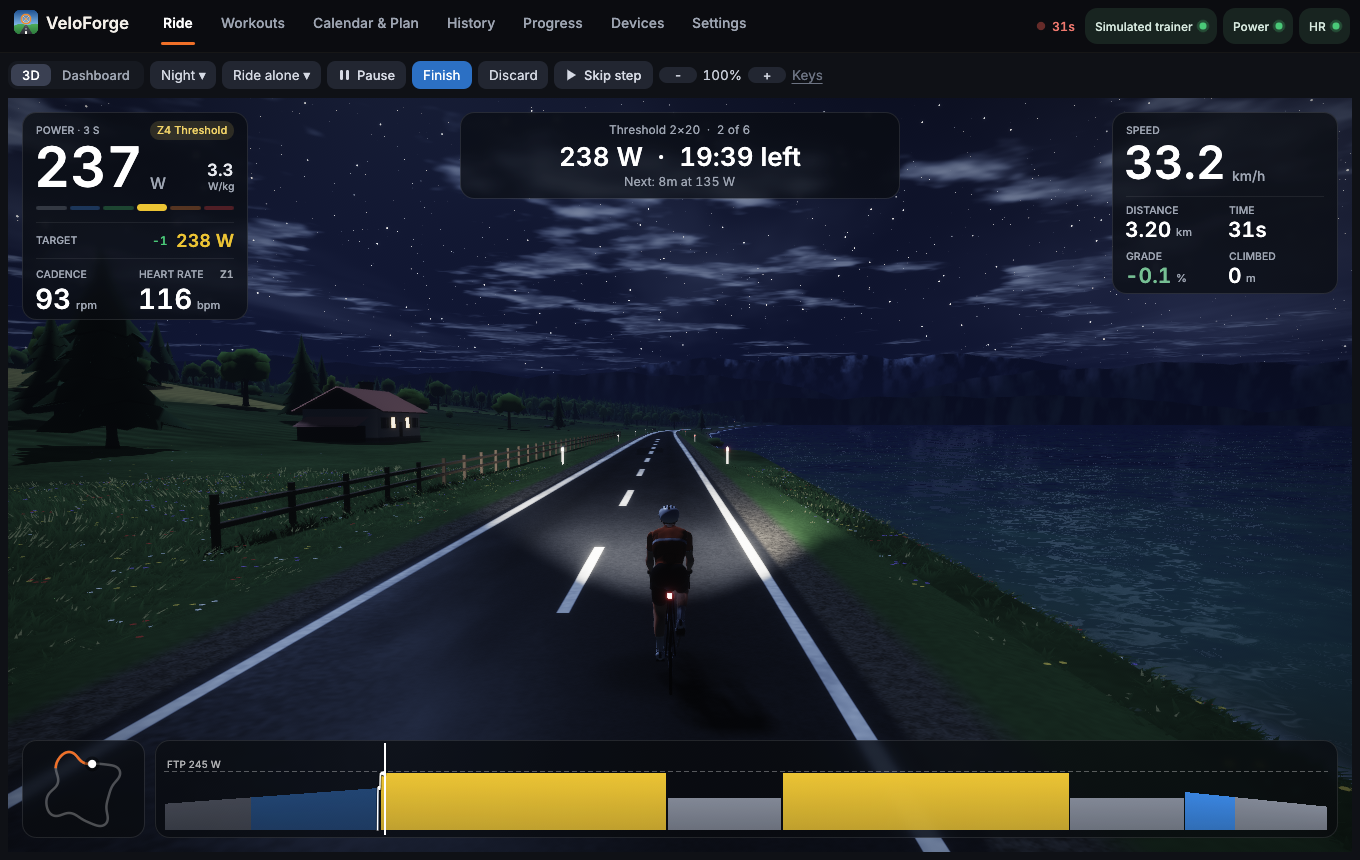 VeloForge Ride Workouts Calendar & Plan History Progress Devices Settings 31s Simulated trainer Power HR
3D Dashboard Night ▾ Ride alone ▾ Pause Finish Discard Skip step - 100% + Keys
POWER · 3 S Z4 Threshold
237 W 3.3 W/kg
TARGET -1 238 W
CADENCE HEART RATE Z1
93 rpm 116 bpm
Threshold 2×20 · 2 of 6
238 W · 19:39 left
Next: 8m at 135 W
SPEED
33.2 km/h
DISTANCE TIME
3.20 km 31s
GRADE CLIMBED
-0.1 % 0 m
FTP 245 W